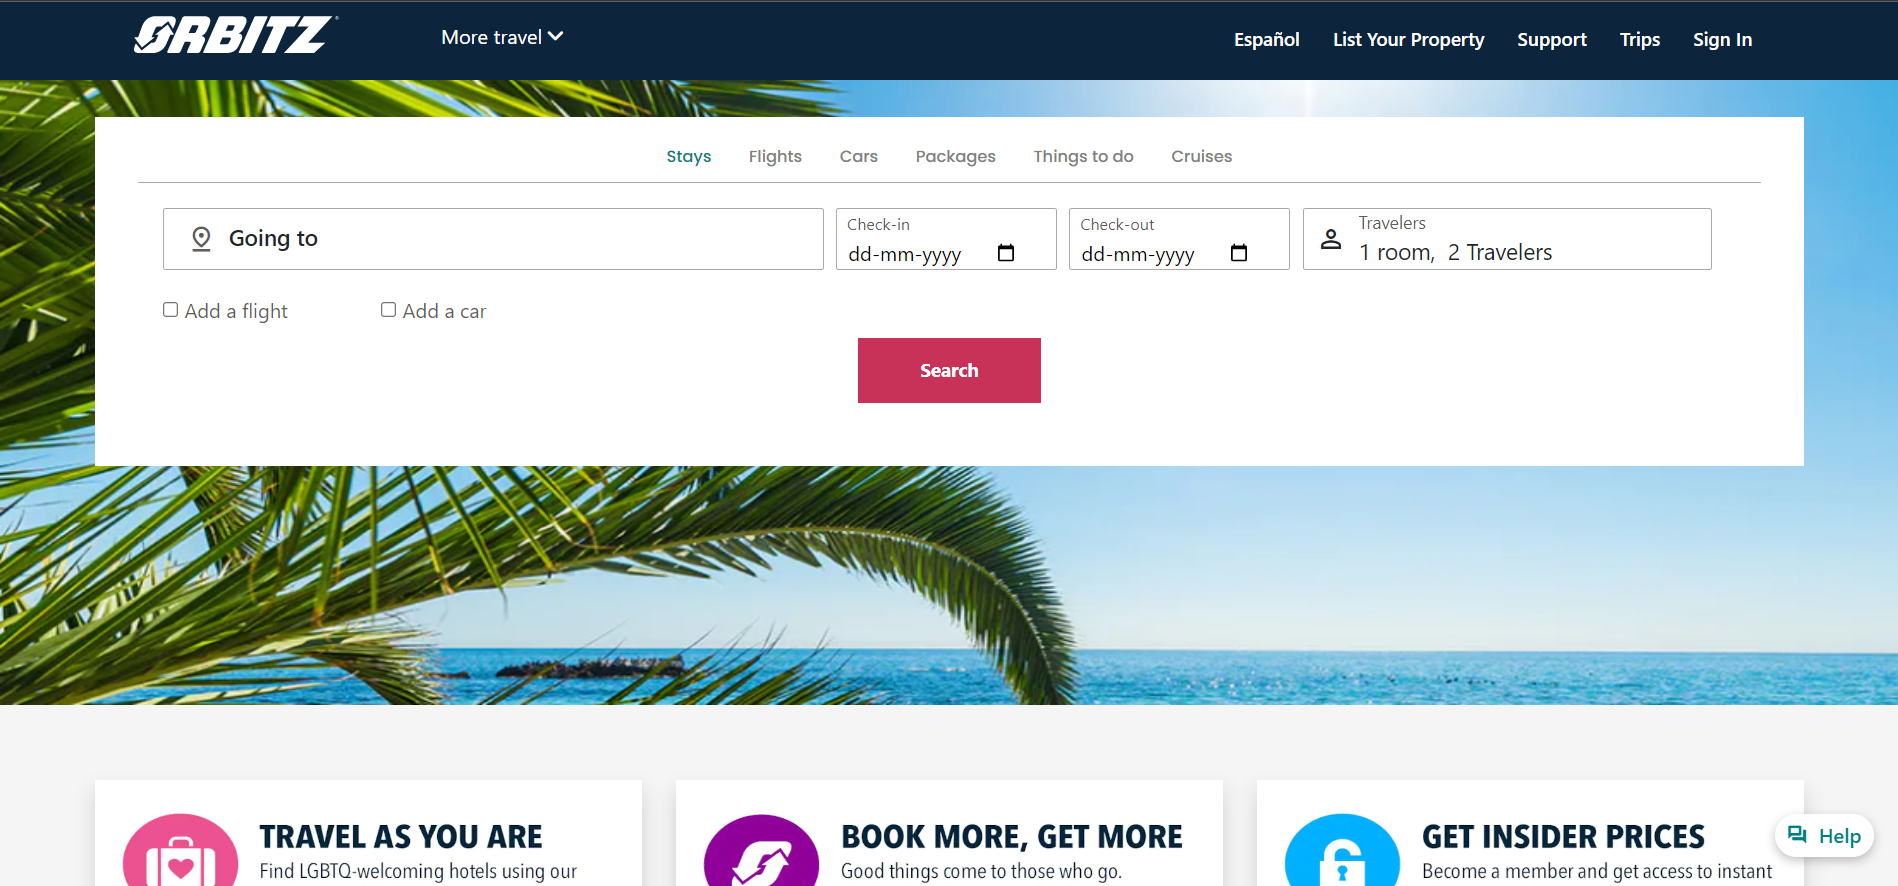 ORBITZ
More travel
Español
List Your Property
Support
Trips
Sign In
Stays
Flights
Cars
Packages
Things to do
Cruises
Going to
Check-in
dd-mm-yyyy
Check-out
dd-mm-yyyy
Travelers
1 room, 2 Travelers
Add a flight
Add a car
Search
TRAVEL AS YOU ARE
Find LGBTQ-welcoming hotels using our
BOOK MORE, GET MORE
Good things come to those who go.
GET INSIDER PRICES
Become a member and get access to instant
Help